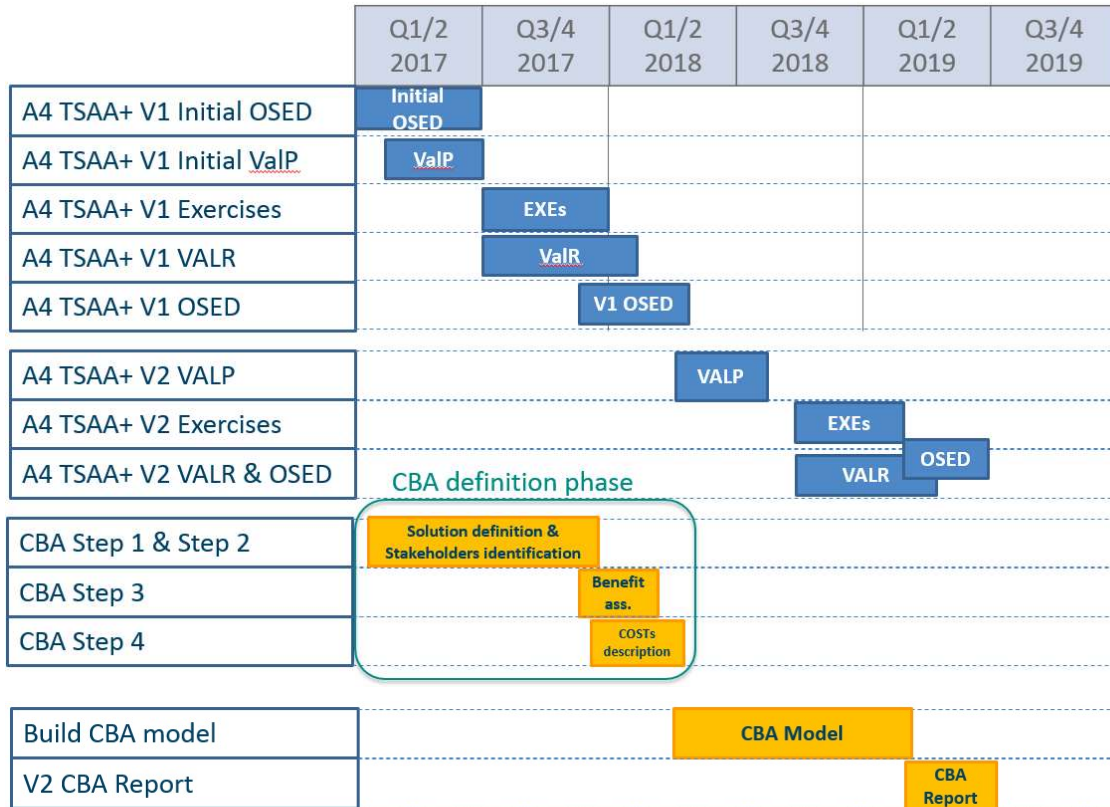 Q1/2 2017
Q3/4 2017
Q1/2 2018
Q3/4 2018
Q1/2 2019
Q3/4 2019
A4 TSAA+ V1 Initial OSED
Initial
OSED
A4 TSAA+ V1 Initial ValP
ValP
A4 TSAA+ V1 Exercises
EXEs
A4 TSAA+ V1 VALR
ValR
A4 TSAA+ V1 OSED
V1 OSED
A4 TSAA+ V2 VALP
VALP
A4 TSAA+ V2 Exercises
EXEs
OSED
A4 TSAA+ V2 VALR & OSED
VALR
CBA definition phase
CBA Step 1 & Step 2
Solution definition &
Stakeholders identification
CBA Step 3
Benefit
ass.
CBA Step 4
COSTs
description
Build CBA model
CBA Model
V2 CBA Report
CBA
Report